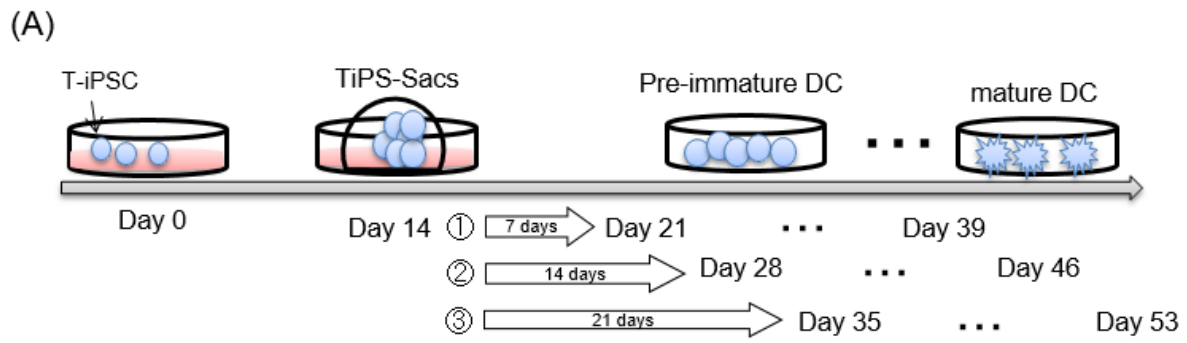 (A)
T-iPSC
TiPS-Sacs
Pre-immature DC
mature DC
Day 0
Day 14 ① 7 days Day 21 ... Day 39
② 14 days Day 28 ... Day 46
③ 21 days Day 35 ... Day 53